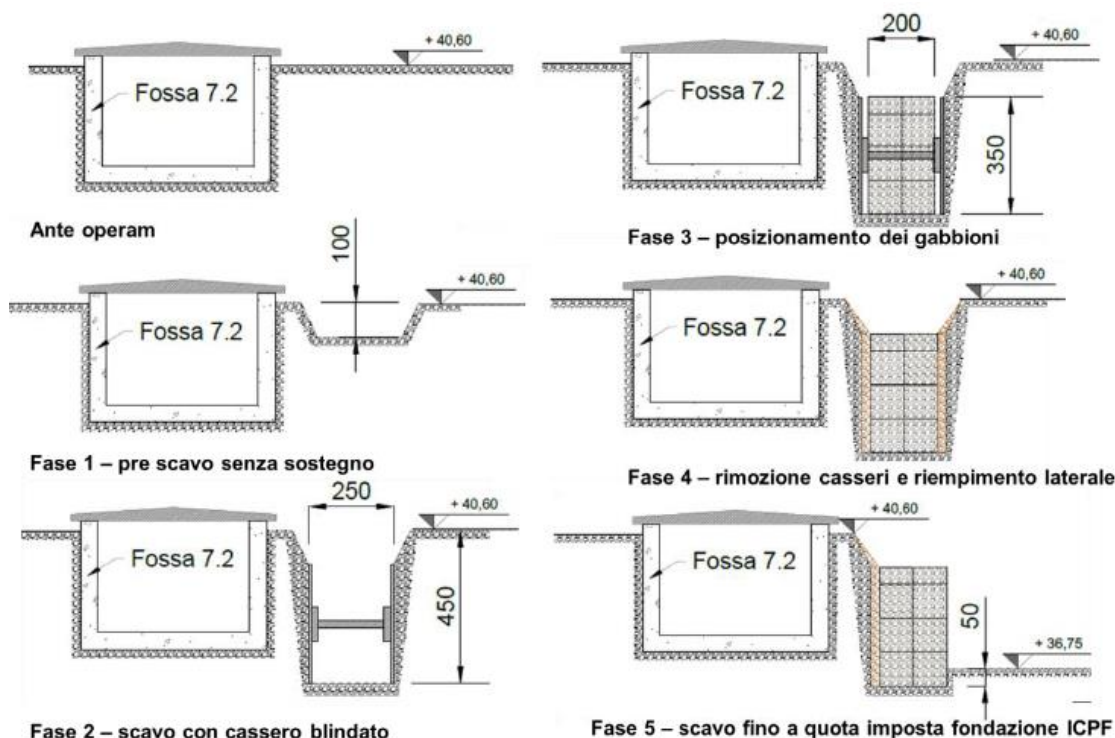 + 40,60
Fossa 7.2
Ante operam
100
+ 40,60
Fossa 7.2
Fase 1 – pre scavo senza sostegno
250
+ 40,60
Fossa 7.2
450
Fase 2 – scavo con cassero blindato
200
+ 40,60
Fossa 7.2
350
Fase 3 – posizionamento dei gabbioni
+ 40,60
Fossa 7.2
Fase 4 – rimozione casseri e riempimento laterale
+ 40,60
Fossa 7.2
50
+ 36,75
Fase 5 – scavo fino a quota imposta fondazione ICPF